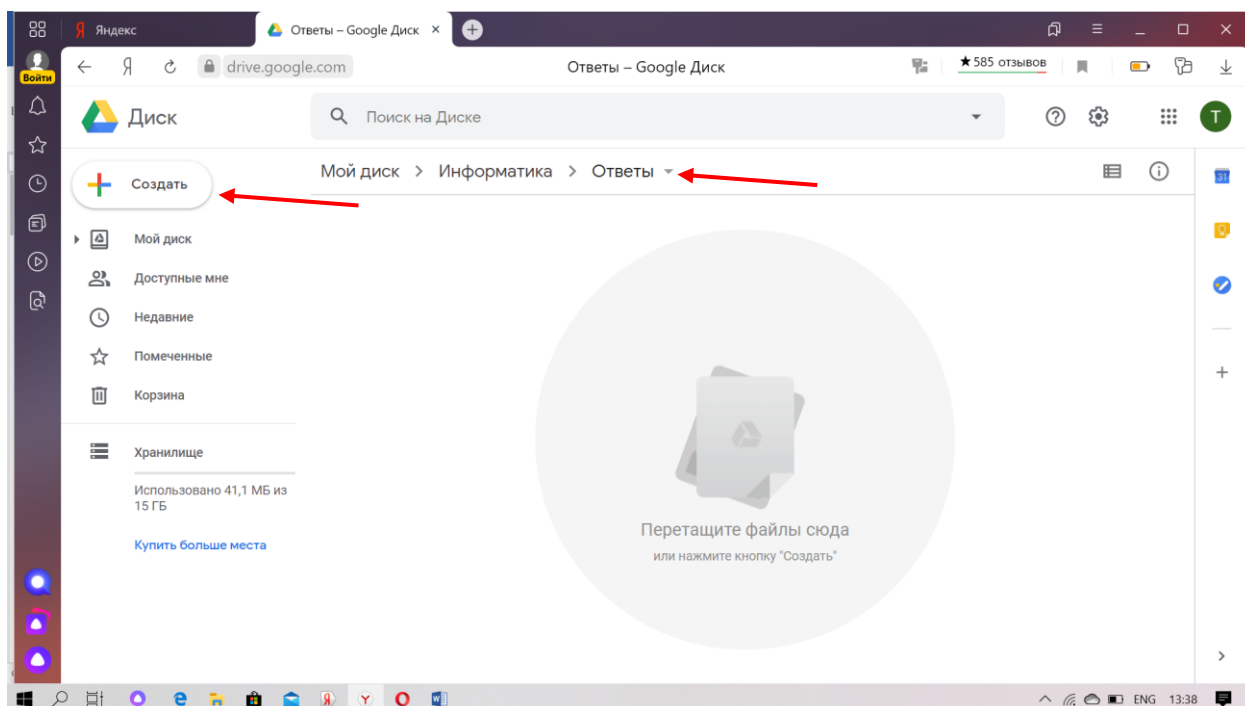 Яндекс
Ответы – Google Диск
Войти
Я
drive.google.com
Ответы – Google Диск
★ 585 отзывов
Диск
Поиск на Диске
T
Создать
Мой диск > Информатика > Ответы
31
Мой диск
Доступные мне
Недавние
Помеченные
Корзина
Хранилище
Использовано 41,1 МБ из
15 ГБ
Купить больше места
Перетащите файлы сюда
или нажмите кнопку "Создать"
ENG 13:38